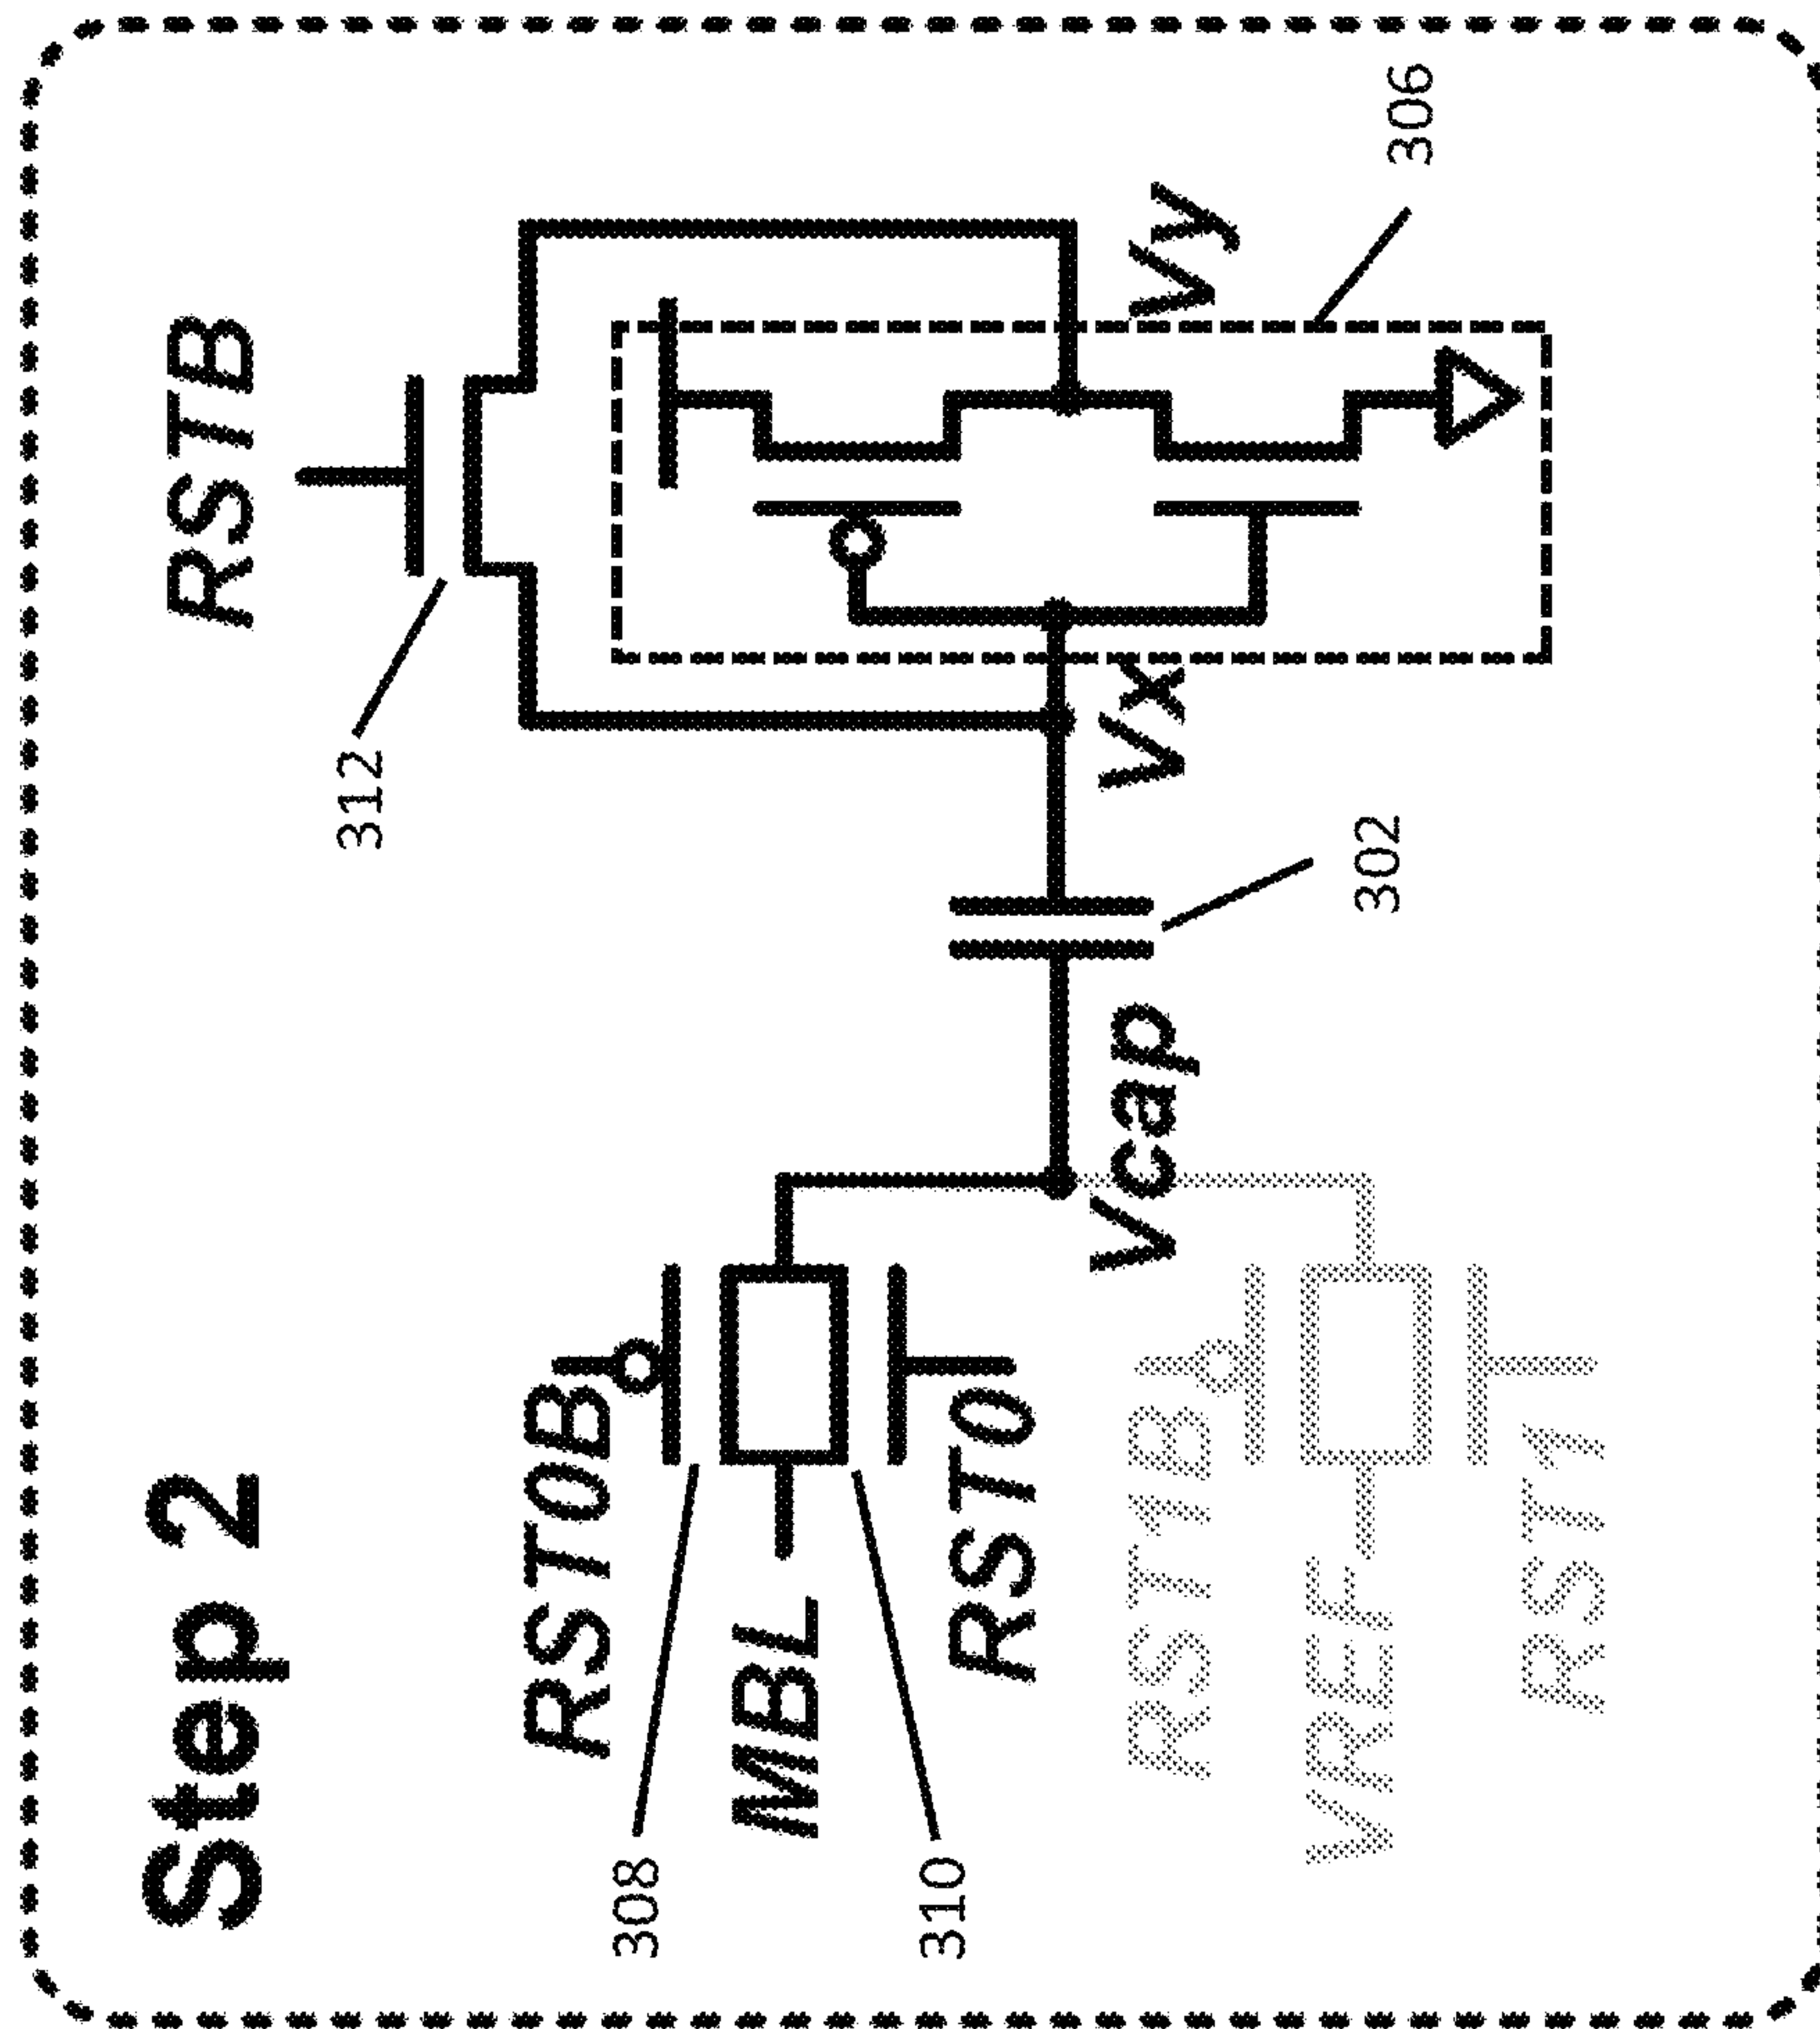 Step 2
RSTB
312
306
RST0B
308
MBL
310
RST0
Vcap
Vx
Vy
302
RST1B
VREF
RST1